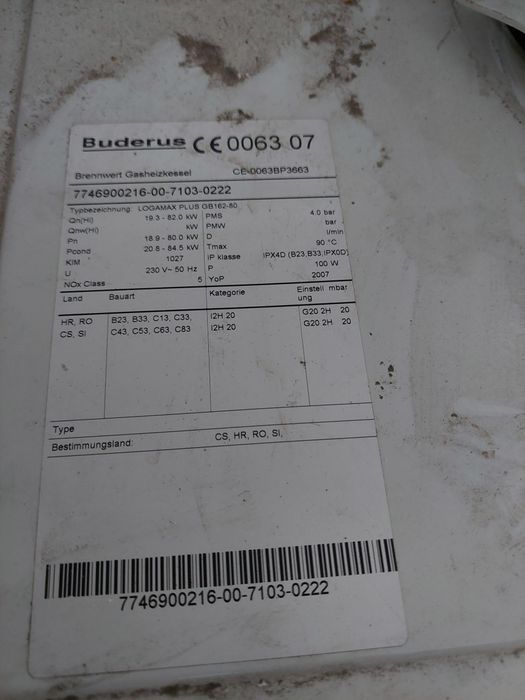 Buderus CE 0063 07
Brennwert Gasheizkessel CE-0063BP3663
7746900216-00-7103-0222
Typbezeichnung: LOGAMAX PLUS GB162-80
Qn(Hi) 19.3 - 82.0 kW PMS 4.0 bar
Qnw(Hi) kW PMW bar
Pn 18.9 - 80.0 kW D l/min
Pcond 20.8 - 84.5 kW Tmax 90 °C
KIM 1027 IP klasse IPX4D (B23,B33,IPX0D)
U 230 V~ 50 Hz P 100 W
NOx Class 5 YoP 2007
Land Bauart Kategorie Einstell mbar
ung
HR, RO B23, B33, C13, C33, I2H 20 G20 2H 20
CS, SI C43, C53, C63, C83 I2H 20 G20 2H 20
Type
Bestimmungsland: CS, HR, RO, SI,
7746900216-00-7103-0222